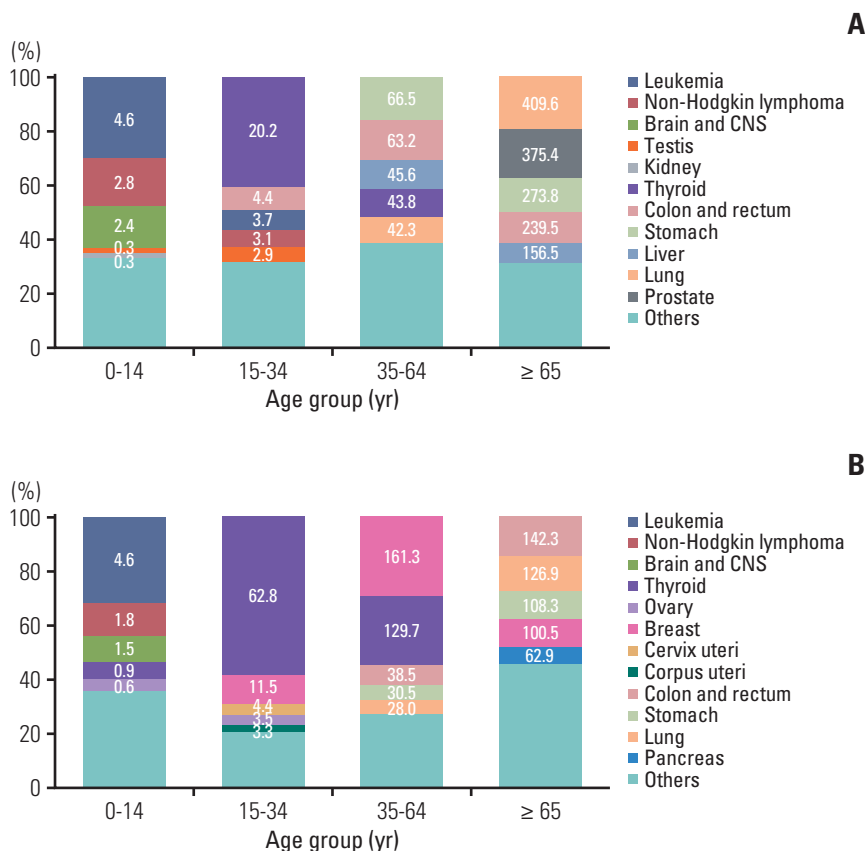 A
(%)
100
80
60
40
20
0
4.6
2.8
2.4
0.3
0.3
20.2
4.4
3.7
3.1
2.9
66.5
63.2
45.6
43.8
42.3
409.6
375.4
273.8
239.5
156.5
0-14
15-34
35-64
≥ 65
Age group (yr)
Leukemia
Non-Hodgkin lymphoma
Brain and CNS
Testis
Kidney
Thyroid
Colon and rectum
Stomach
Liver
Lung
Prostate
Others
B
(%)
100
80
60
40
20
0
4.6
1.8
1.5
0.9
0.6
62.8
11.5
4.4
3.5
3.3
161.3
129.7
38.5
30.5
28.0
142.3
126.9
108.3
100.5
62.9
0-14
15-34
35-64
≥ 65
Age group (yr)
Leukemia
Non-Hodgkin lymphoma
Brain and CNS
Thyroid
Ovary
Breast
Cervix uteri
Corpus uteri
Colon and rectum
Stomach
Lung
Pancreas
Others